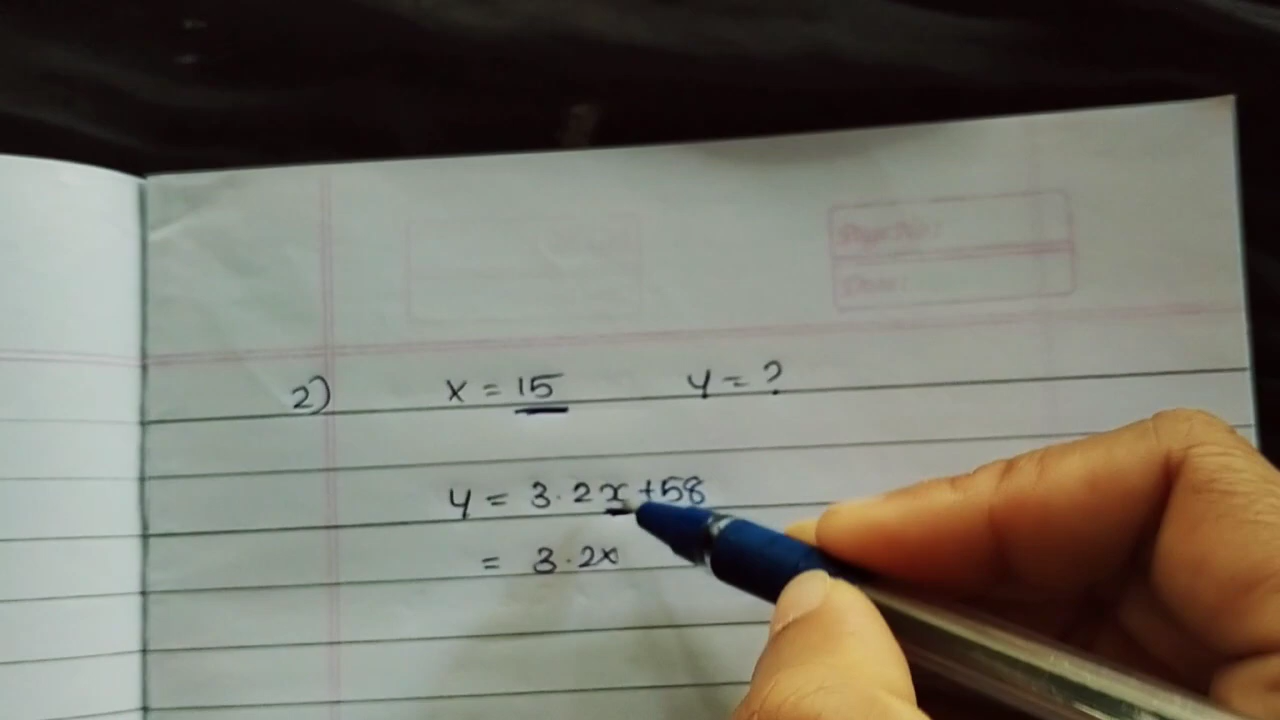 2) x = 15 y = ?
y = 3.2x + 58
= 3.2x